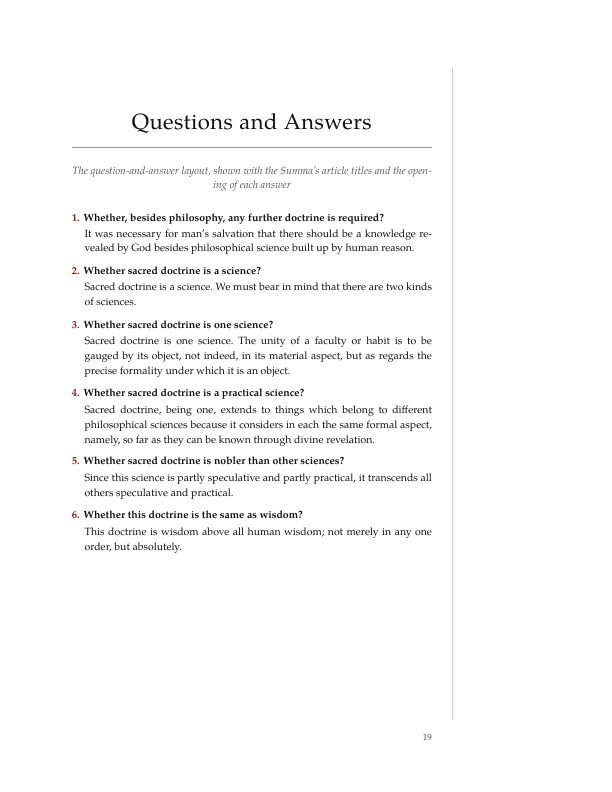 Questions and Answers
The question-and-answer layout, shown with the Summa's article titles and the open-
ing of each answer
1. Whether, besides philosophy, any further doctrine is required?
It was necessary for man's salvation that there should be a knowledge re-
vealed by God besides philosophical science built up by human reason.
2. Whether sacred doctrine is a science?
Sacred doctrine is a science. We must bear in mind that there are two kinds
of sciences.
3. Whether sacred doctrine is one science?
Sacred doctrine is one science. The unity of a faculty or habit is to be
gauged by its object, not indeed, in its material aspect, but as regards the
precise formality under which it is an object.
4. Whether sacred doctrine is a practical science?
Sacred doctrine, being one, extends to things which belong to different
philosophical sciences because it considers in each the same formal aspect,
namely, so far as they can be known through divine revelation.
5. Whether sacred doctrine is nobler than other sciences?
Since this science is partly speculative and partly practical, it transcends all
others speculative and practical.
6. Whether this doctrine is the same as wisdom?
This doctrine is wisdom above all human wisdom; not merely in any one
order, but absolutely.
19